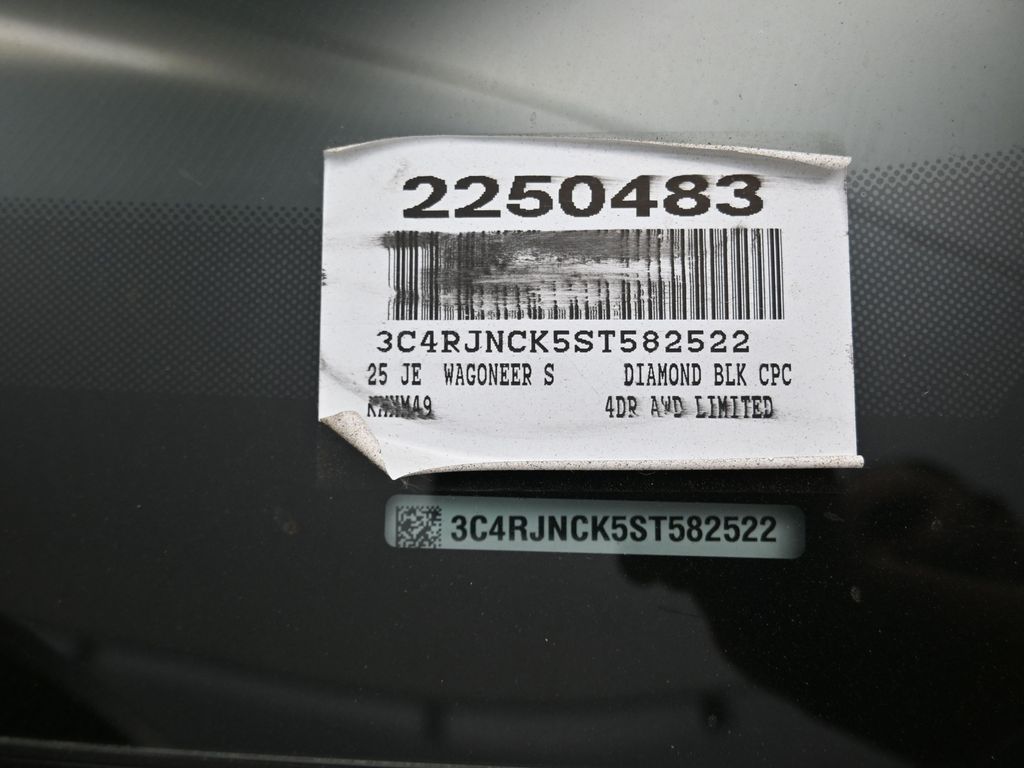 2250483
3C4RJNCK5ST582522
25 JE WAGONEER S DIAMOND BLK CPC
4DR AWD LIMITED
3C4RJNCK5ST582522